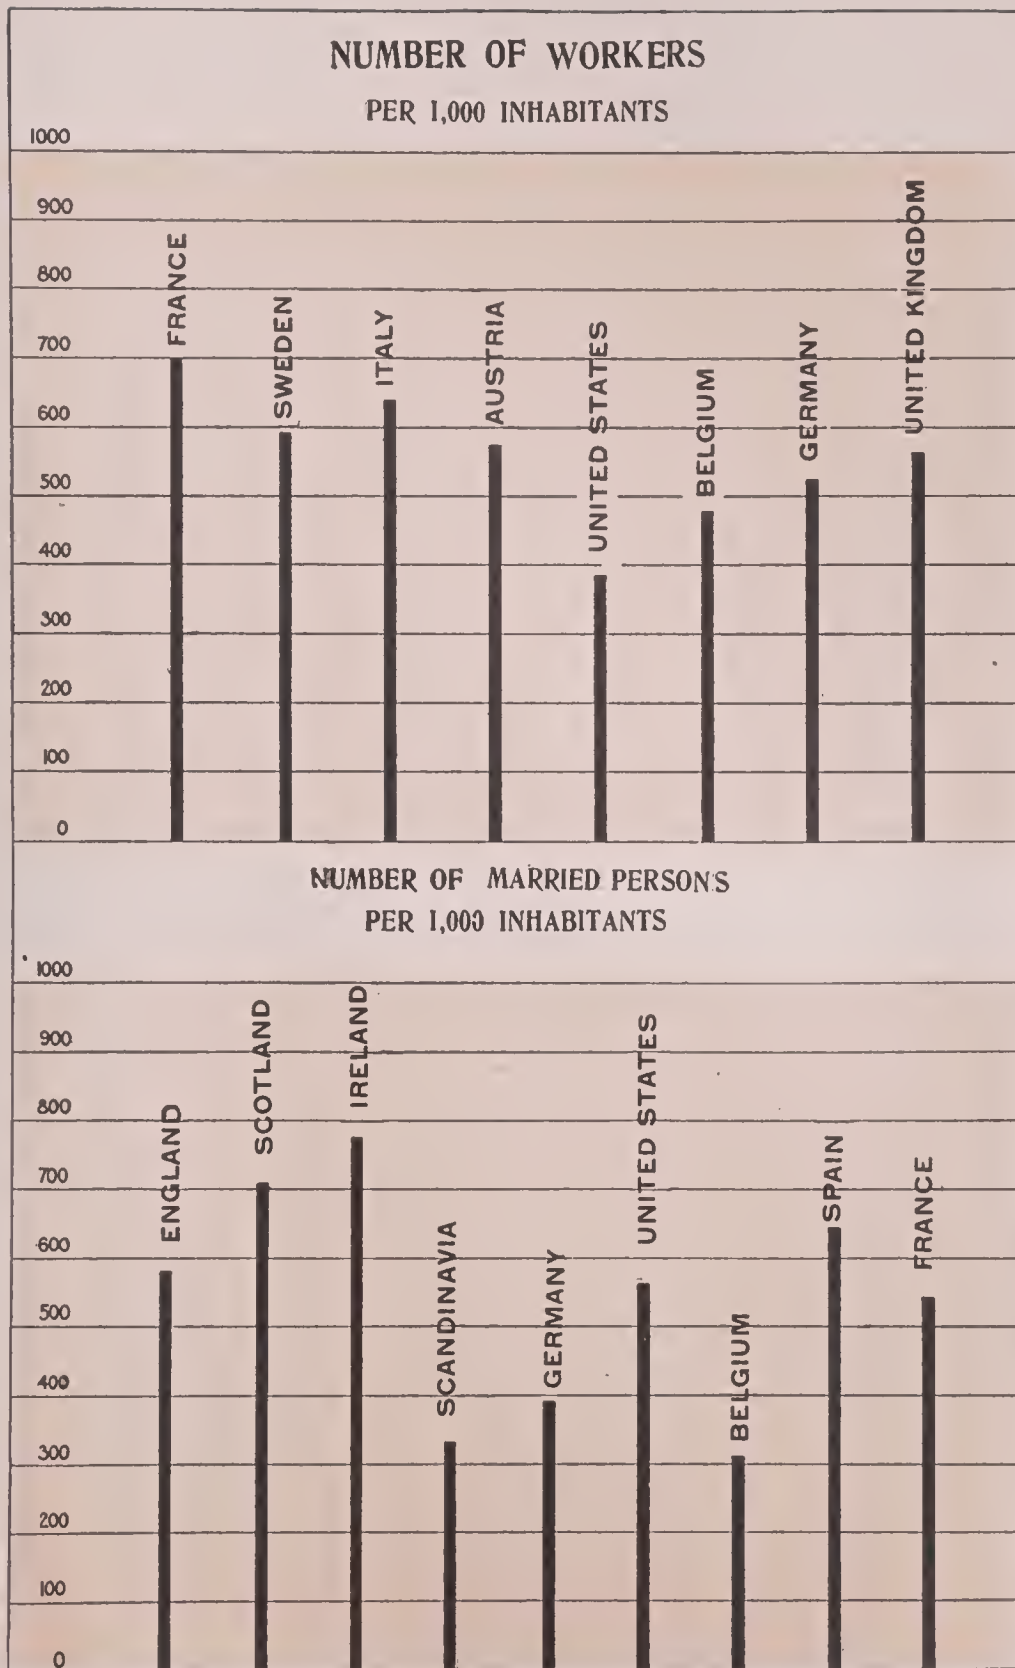 NUMBER OF WORKERS
PER 1,000 INHABITANTS
1000
900
800
700
600
500
400
300
200
100
0
FRANCE
SWEDEN
ITALY
AUSTRIA
UNITED STATES
BELGIUM
GERMANY
UNITED KINGDOM
NUMBER OF MARRIED PERSONS
PER 1,000 INHABITANTS
1000
900
800
700
600
500
400
300
200
100
0
ENGLAND
SCOTLAND
IRELAND
SCANDINAVIA
GERMANY
UNITED STATES
BELGIUM
SPAIN
FRANCE